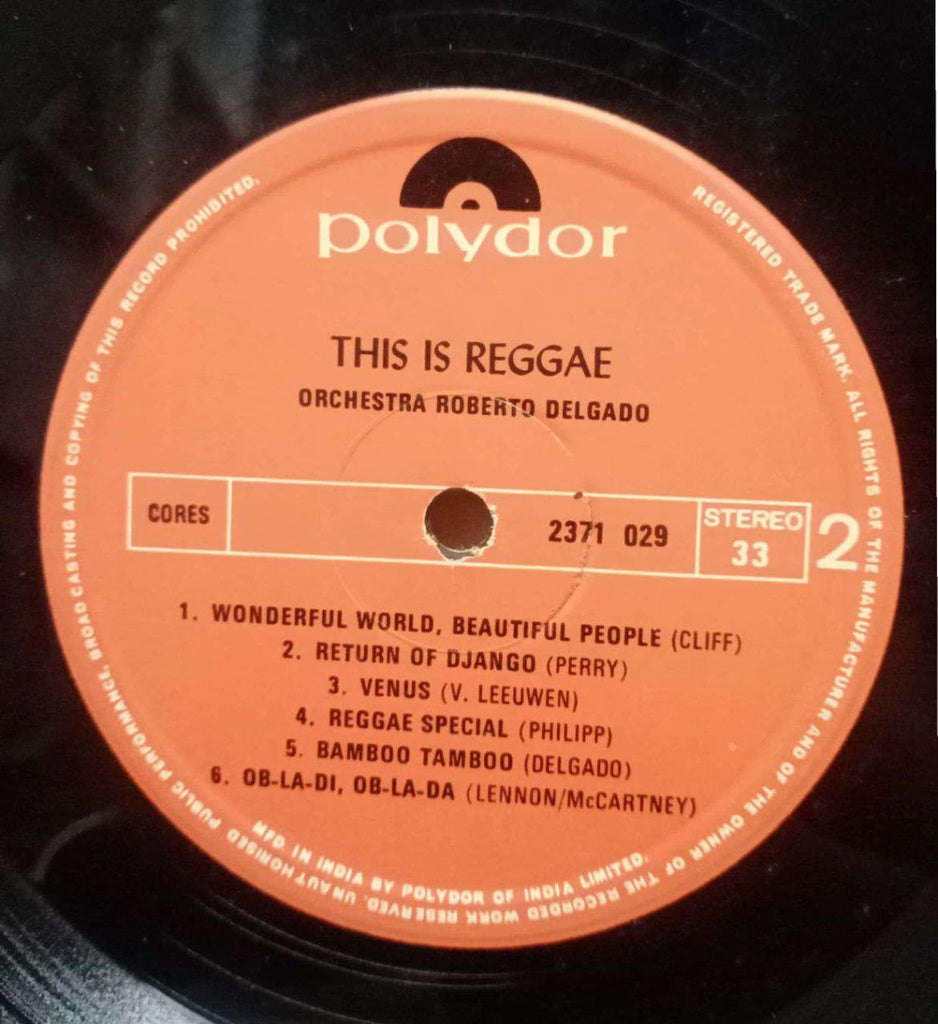 polydor
THIS IS REGGAE
ORCHESTRA ROBERTO DELGADO
CORES
2371 029
STEREO
33
2
1. WONDERFUL WORLD, BEAUTIFUL PEOPLE (CLIFF)
2. RETURN OF DJANGO (PERRY)
3. VENUS (V. LEEUWEN)
4. REGGAE SPECIAL (PHILIPP)
5. BAMBOO TAMBOO (DELGADO)
6. OB-LA-DI, OB-LA-DA (LENNON/McCARTNEY)
REGISTERED TRADE MARK. ALL RIGHTS OF THE MANUFACTURER AND OF THE OWNER OF THE RECORDED WORK RESERVED. UNAUTHORISED PUBLIC PERFORMANCE, BROADCASTING AND COPYING OF THIS RECORD PROHIBITED.
MFD. IN INDIA BY POLYDOR OF INDIA LIMITED.